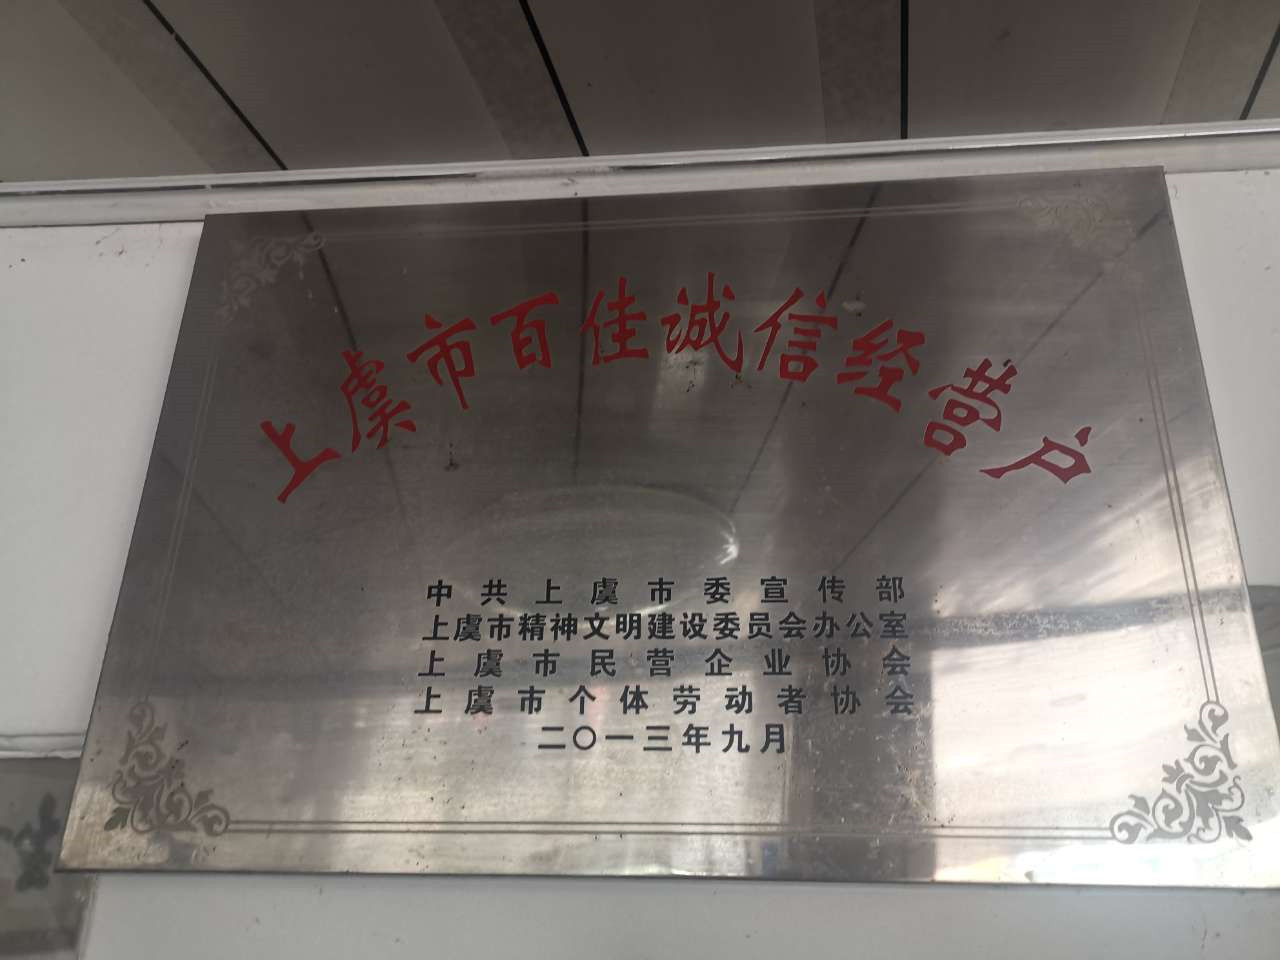 上虞市百佳诚信经营户
中共上虞市委宣传部
上虞市精神文明建设委员会办公室
上虞市民营企业协会
上虞市个体劳动者协会
二〇一三年九月